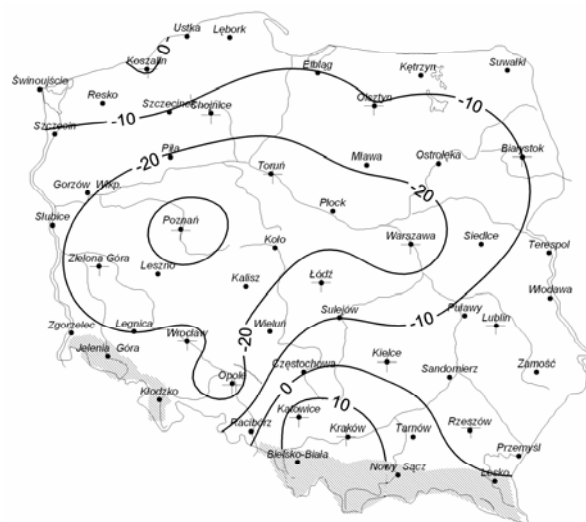 Ustka
Lębork
0
Koszalin
Elbląg
Kętrzyn
Suwałki
Świnoujście
Resko
Szczecinek
Chojnice
Olsztyn
-10
-10
Szczecin
Białystok
-20
Piła
Toruń
Mława
Ostrołęka
Gorzów Wlkp.
-20
Płock
Słubice
Poznań
Warszawa
Siedlce
Koło
Terespol
Zielona Góra
Leszno
Kalisz
Łódź
Włodawa
Zgorzelec
Legnica
Wrocław
Wieluń
Sulejów
-10
Puławy
Lublin
Jelenia Góra
-20
Opole
Częstochowa
Kielce
Sandomierz
Zamość
Kłodzko
0
10
Racibórz
Katowice
Kraków
Tarnów
Rzeszów
Przemyśl
Bielsko-Biała
Nowy Sącz
Lesko